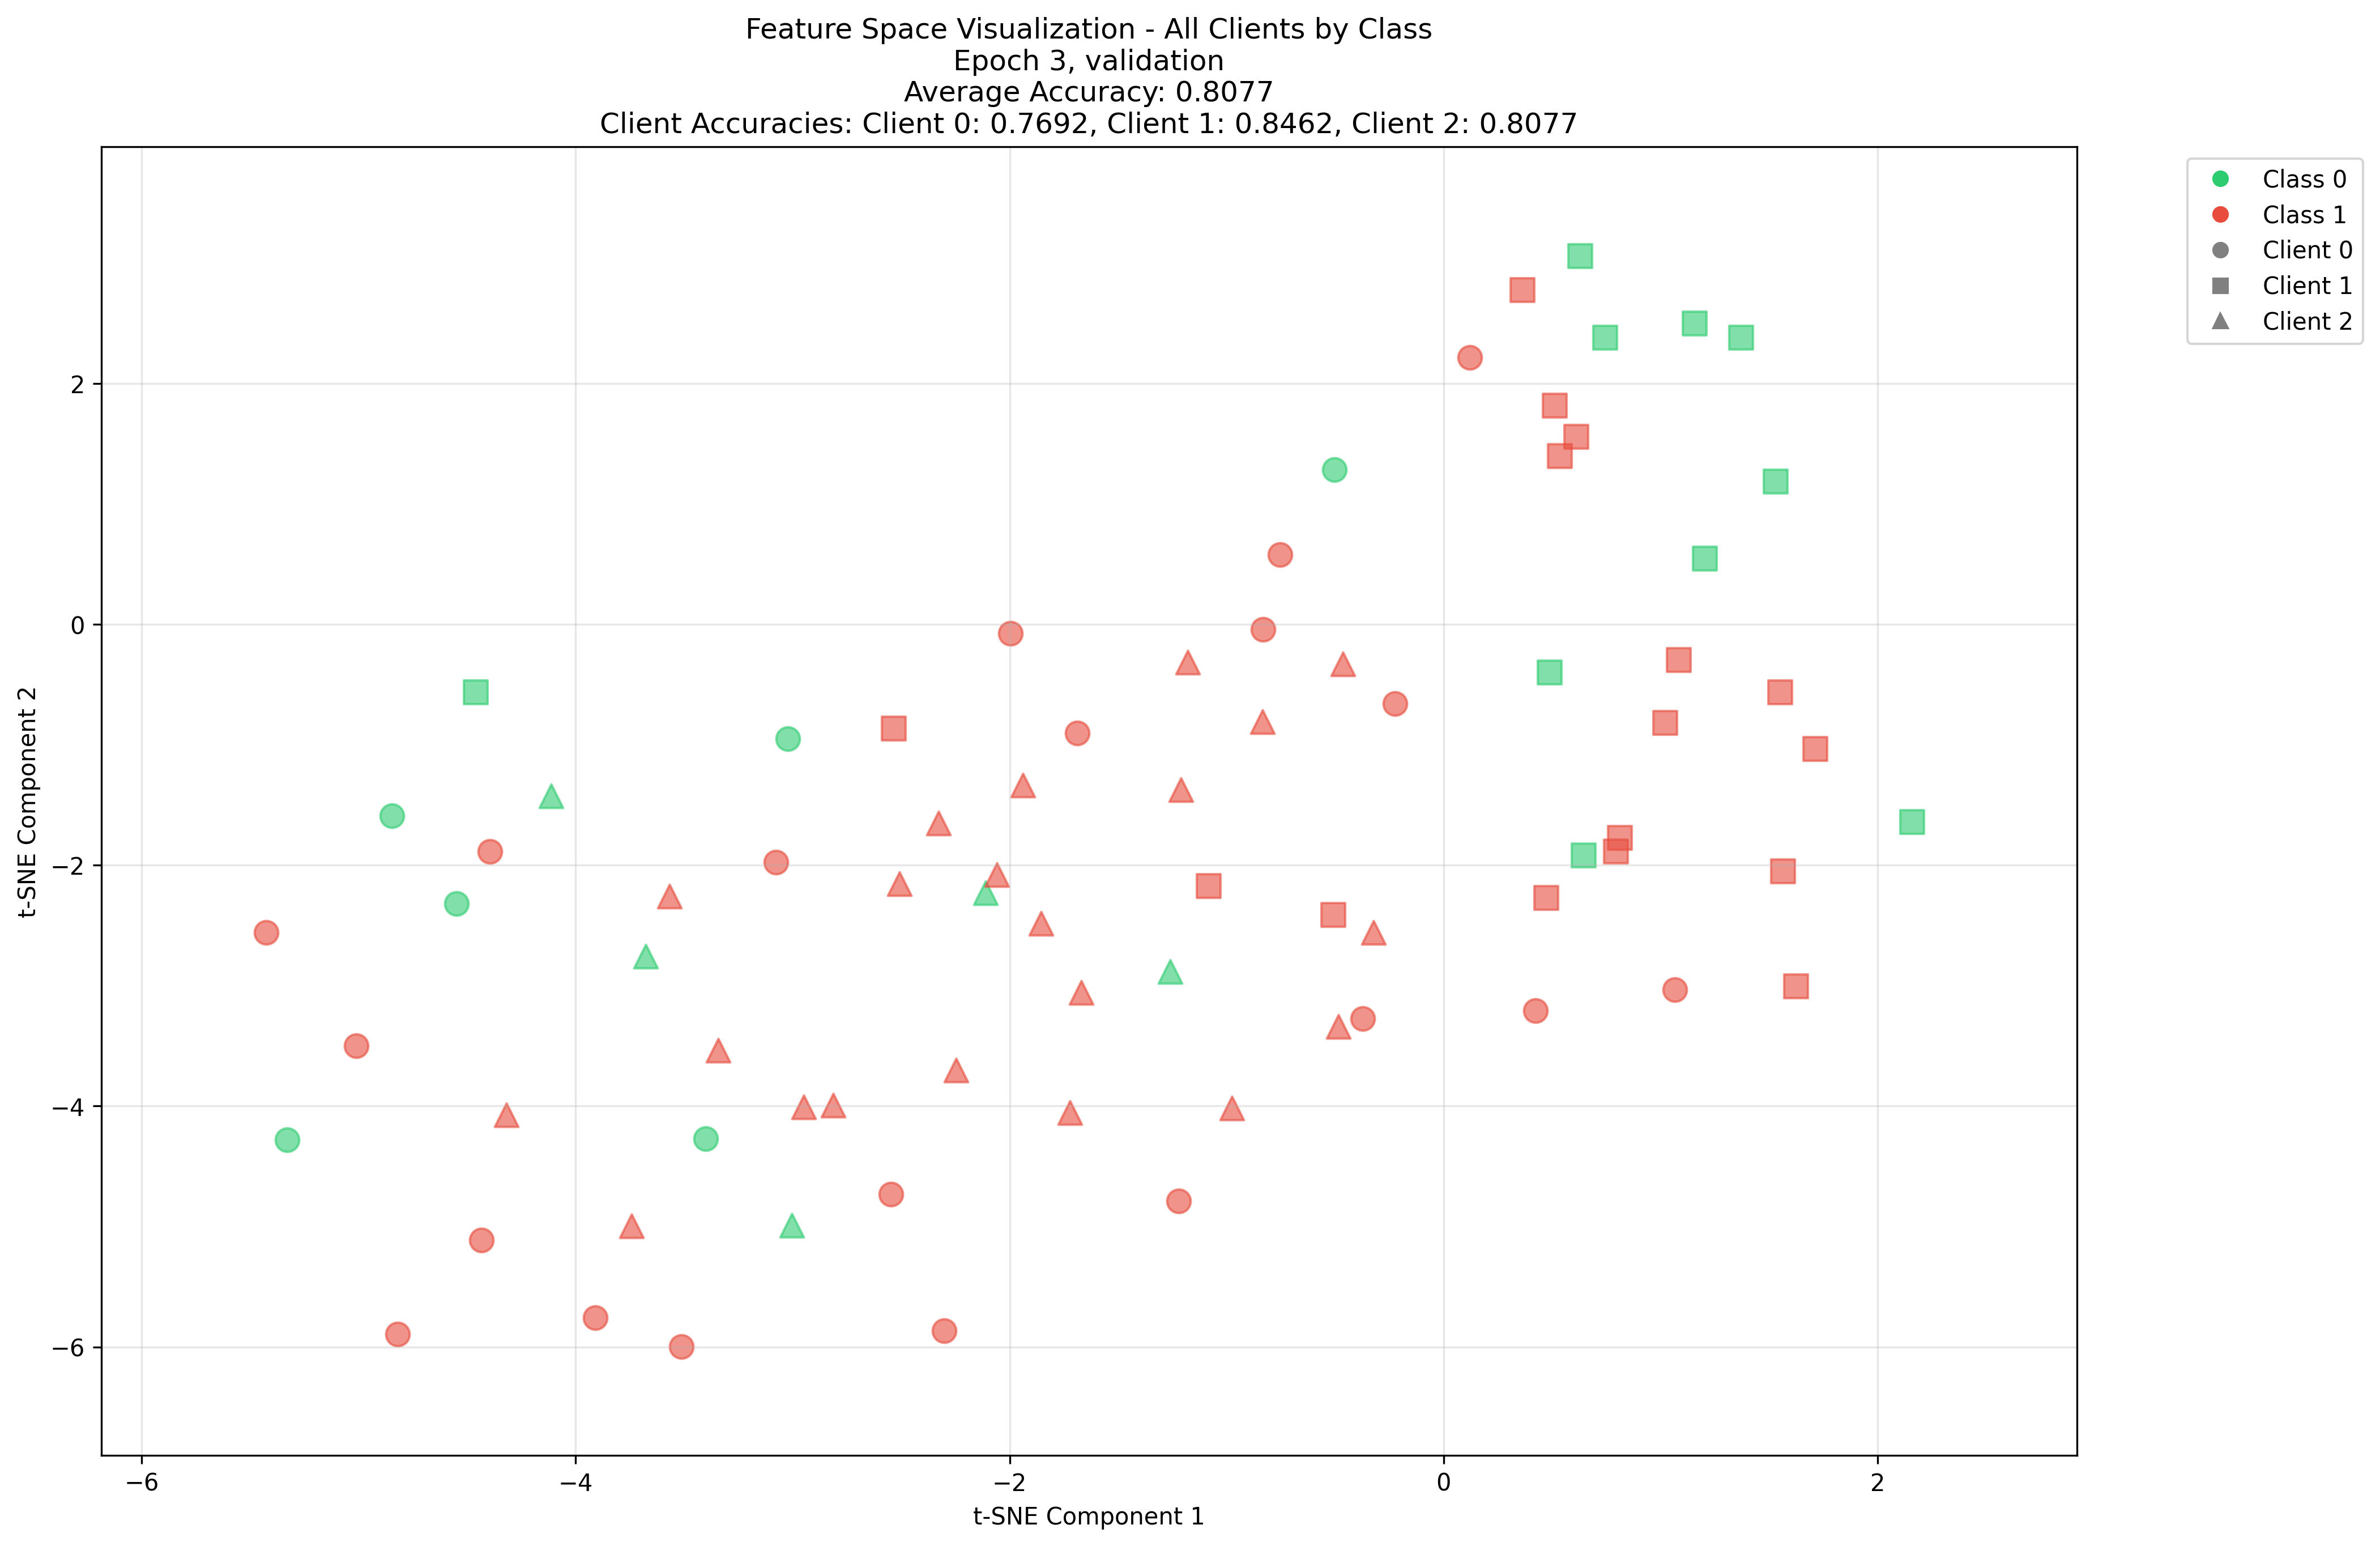 Feature Space Visualization - All Clients by Class
Epoch 3, validation
Average Accuracy: 0.8077
Client Accuracies: Client 0: 0.7692, Client 1: 0.8462, Client 2: 0.8077
Class 0
Class 1
Client 0
Client 1
Client 2
t-SNE Component 2
2
0
−2
−4
−6
−6 −4 −2 0 2
t-SNE Component 1